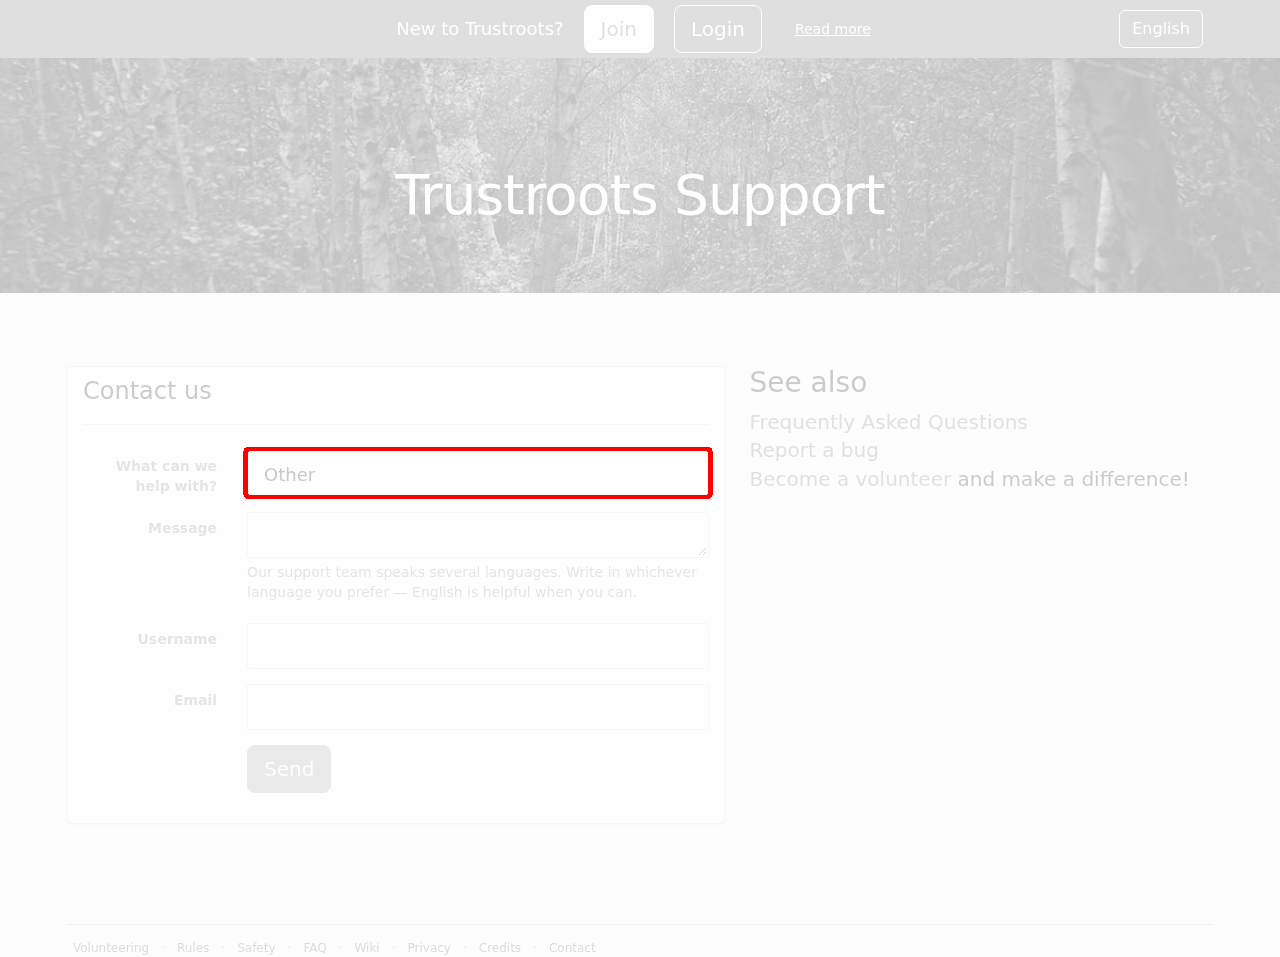 New to Trustroots?
Join
Login
Read more
English
Trustroots Support
Contact us
What can we help with?
Other
Message
Our support team speaks several languages. Write in whichever
language you prefer — English is helpful when you can.
Username
Email
Send
See also
Frequently Asked Questions
Report a bug
Become a volunteer and make a difference!
Volunteering · Rules · Safety · FAQ · Wiki · Privacy · Credits · Contact